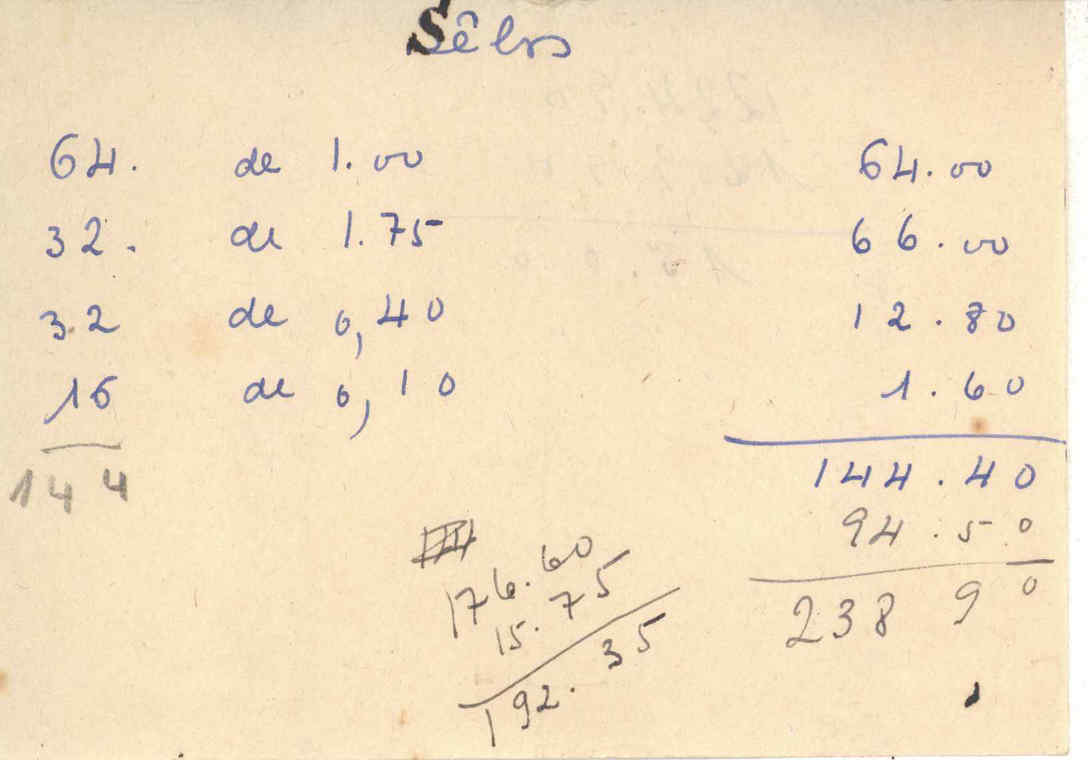 Sêlos
64. de 1.00 64.00
32. de 1.75 66.00
32 de 0,40 12.80
16 de 0,10 1.60
144 144.40
94.50
238 90
176.60
15.75
192.35